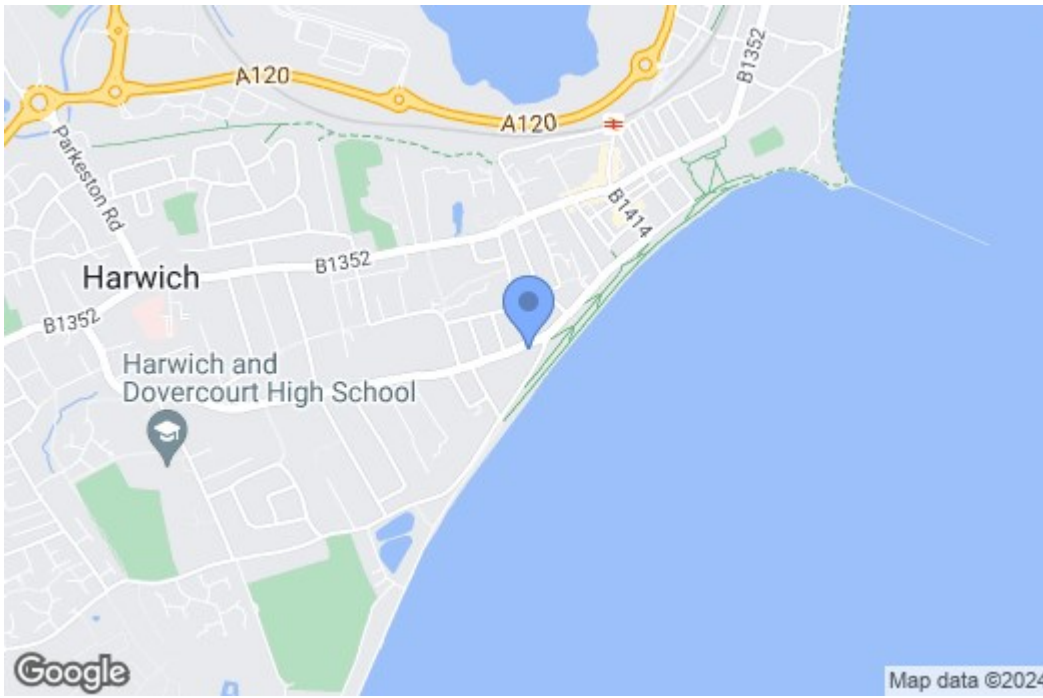 A120
B1352
A120
Parkeston Rd
B1414
B1352
Harwich
B1352
Harwich and
Dovercourt High School
Google
Map data ©2024